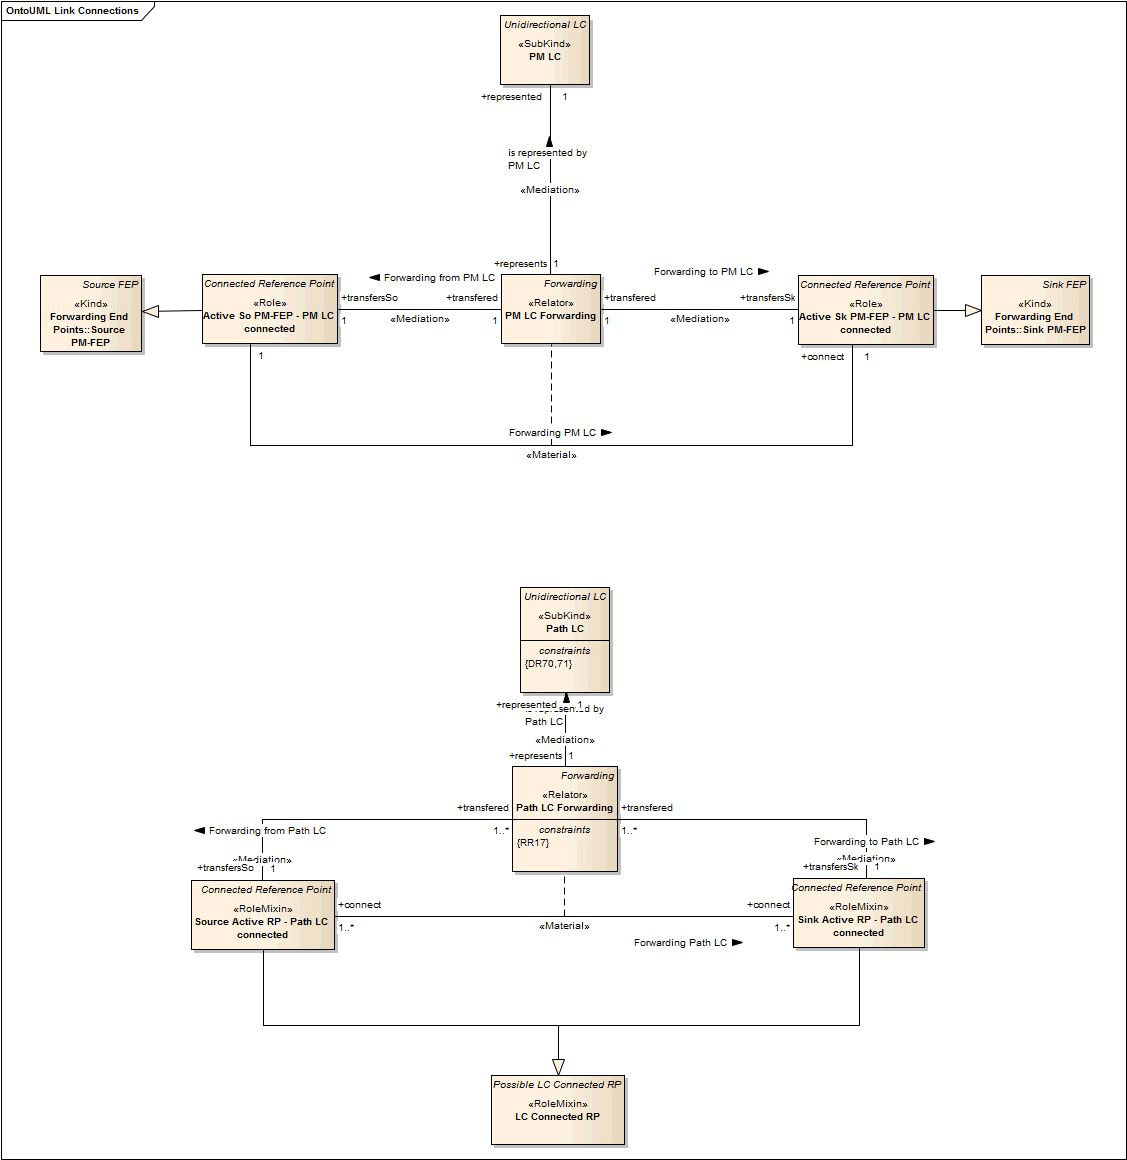 OntoUML Link Connections
Unidirectional LC
«SubKind»
PM LC
+represented 1
is represented by
PM LC
«Mediation»
+represents 1
Source FEP
«Kind»
Forwarding End
Points::Source
PM-FEP
Connected Reference Point
«Role»
Active So PM-FEP - PM LC
connected
Forwarding from PM LC
+transfersSo +transfered
1 «Mediation» 1
Forwarding
«Relator»
PM LC Forwarding
Forwarding to PM LC
+transfered +transfersSk
1 «Mediation» 1
Connected Reference Point
«Role»
Active Sk PM-FEP - PM LC
connected
Sink FEP
«Kind»
Forwarding End
Points::Sink PM-FEP
1
+connect 1
Forwarding PM LC
«Material»
Unidirectional LC
«SubKind»
Path LC
constraints
{DR70,71}
+represented 1
is represented by
Path LC
«Mediation»
+represents 1
Forwarding
«Relator»
Path LC Forwarding
constraints
{RR17}
+transfered
1..*
+transfered
1..*
Forwarding from Path LC
«Mediation»
+transfersSo 1
Forwarding to Path LC
«Mediation»
+transfersSk 1
Connected Reference Point
«RoleMixin»
Source Active RP - Path LC
connected
+connect
1..*
«Material»
Forwarding Path LC
+connect
1..*
Connected Reference Point
«RoleMixin»
Sink Active RP - Path LC
connected
Possible LC Connected RP
«RoleMixin»
LC Connected RP